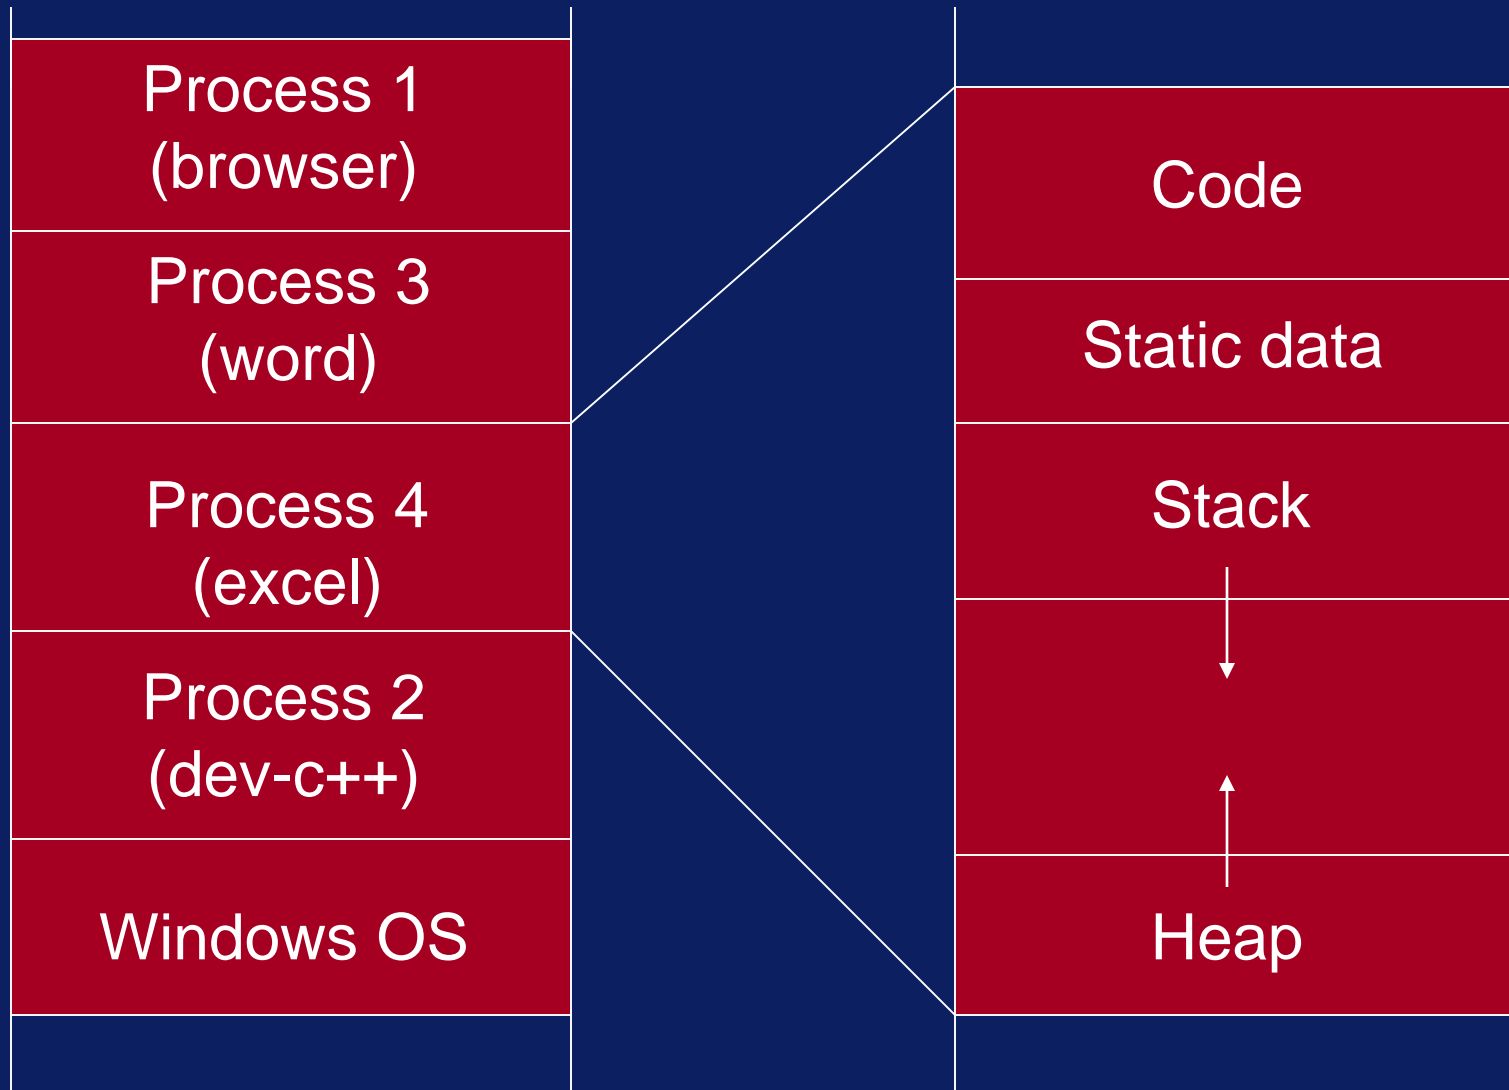 Process 1
(browser)
Process 3
(word)
Process 4
(excel)
Process 2
(dev-c++)
Windows OS
Code
Static data
Stack
Heap